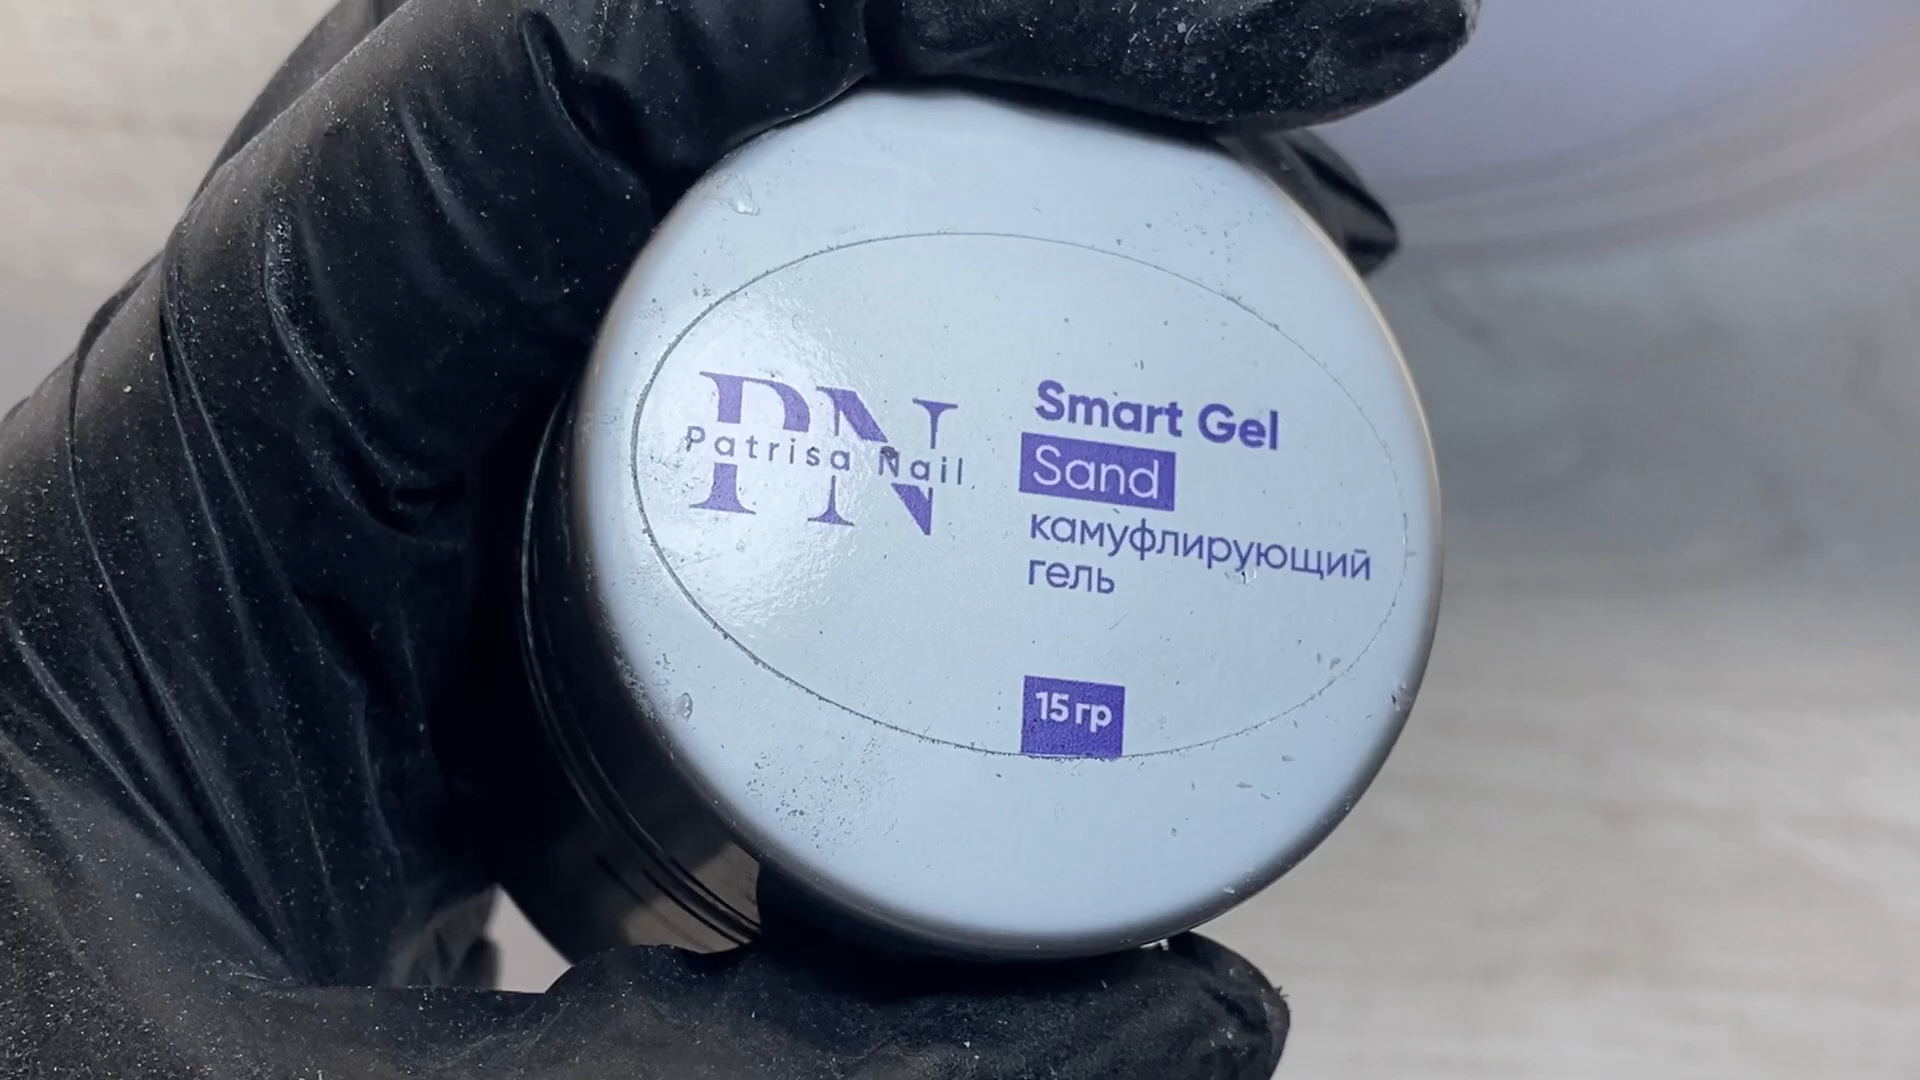 PN
Patrisa Nail
Smart Gel
Sand
камуфлирующий
гель
15 гр